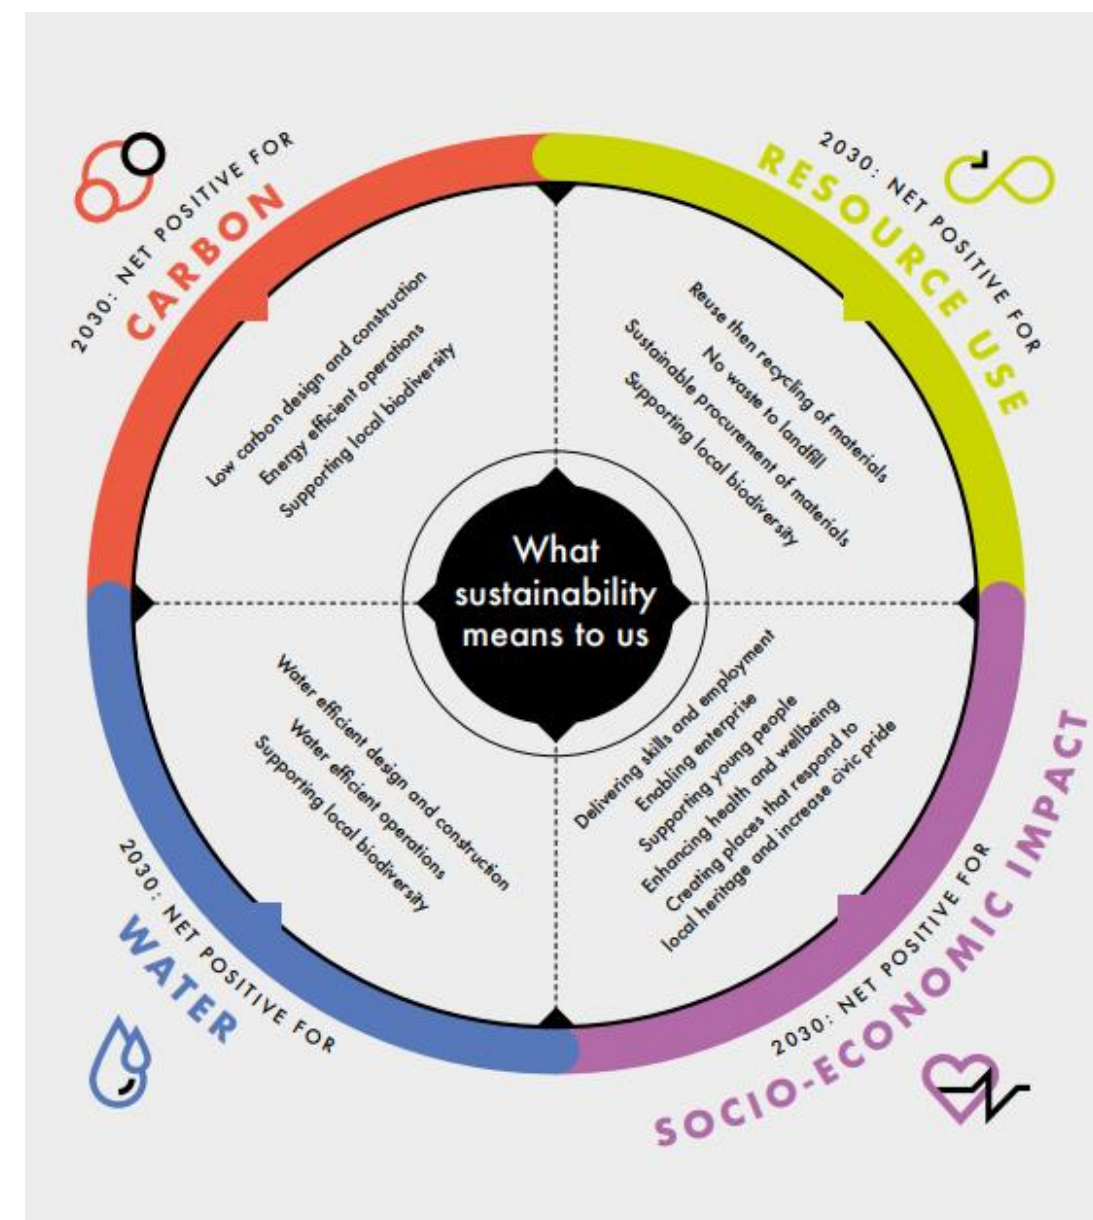 2030: NET POSITIVE FOR
CARBON
Low carbon design and construction
Energy efficient operations
Supporting local biodiversity
2030: NET POSITIVE FOR
RESOURCE USE
Reuse then recycling of materials
No waste to landfill
Sustainable procurement of materials
Supporting local biodiversity
What
sustainability
means to us
Water efficient design and construction
Water efficient operations
Supporting local biodiversity
2030: NET POSITIVE FOR
WATER
Delivering skills and employment
Enabling enterprise
Supporting young people
Enhancing health and wellbeing
Creating places that respond to
local heritage and increase civic pride
2030: NET POSITIVE FOR
SOCIO-ECONOMIC IMPACT